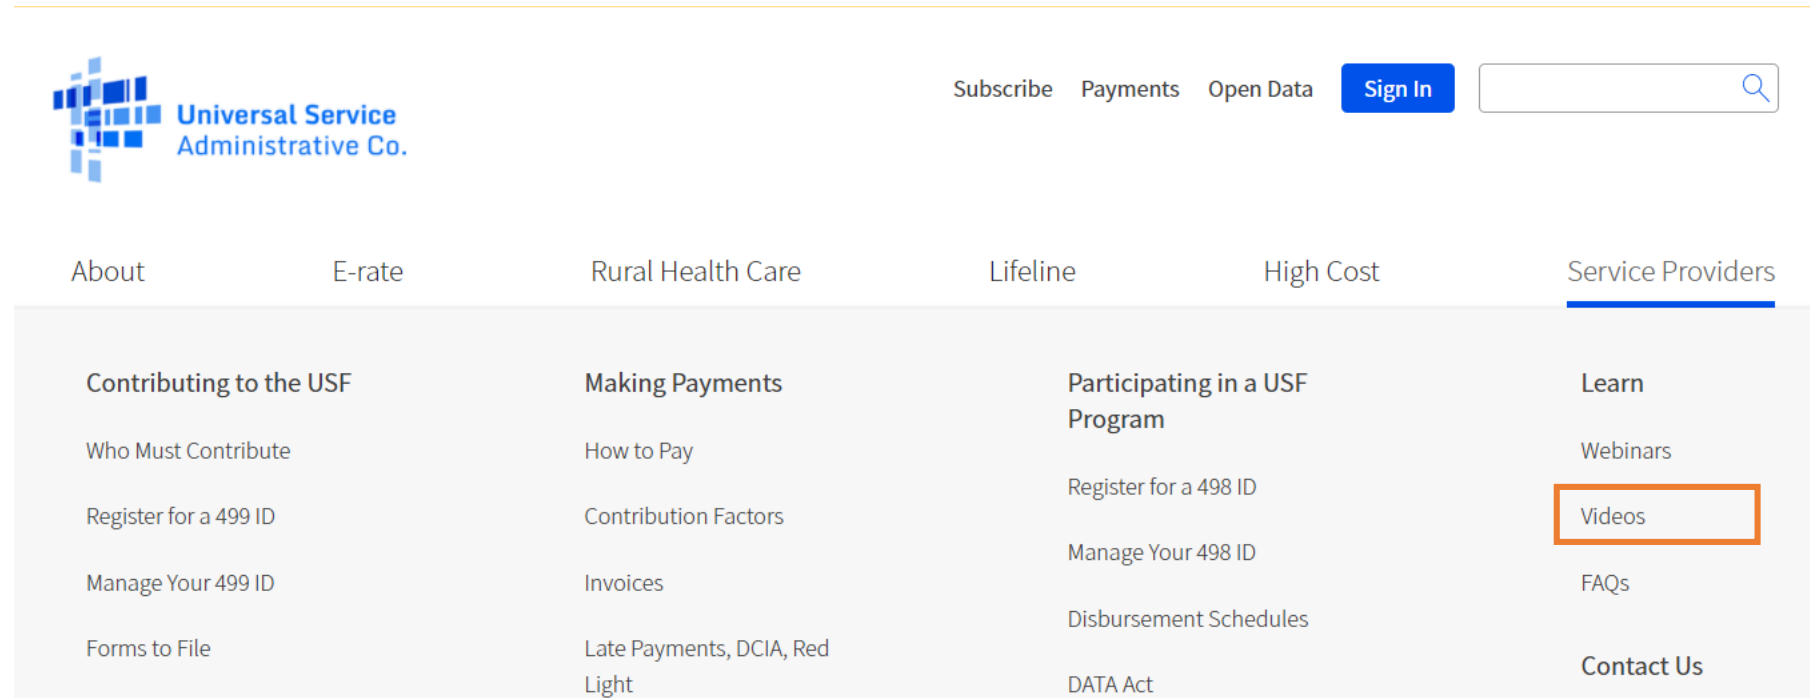 Universal Service
Administrative Co.
Subscribe Payments Open Data Sign In
About E-rate Rural Health Care Lifeline High Cost Service Providers
Contributing to the USF
Who Must Contribute
Register for a 499 ID
Manage Your 499 ID
Forms to File
Making Payments
How to Pay
Contribution Factors
Invoices
Late Payments, DCIA, Red
Light
Participating in a USF
Program
Register for a 498 ID
Manage Your 498 ID
Disbursement Schedules
DATA Act
Learn
Webinars
Videos
FAQs
Contact Us